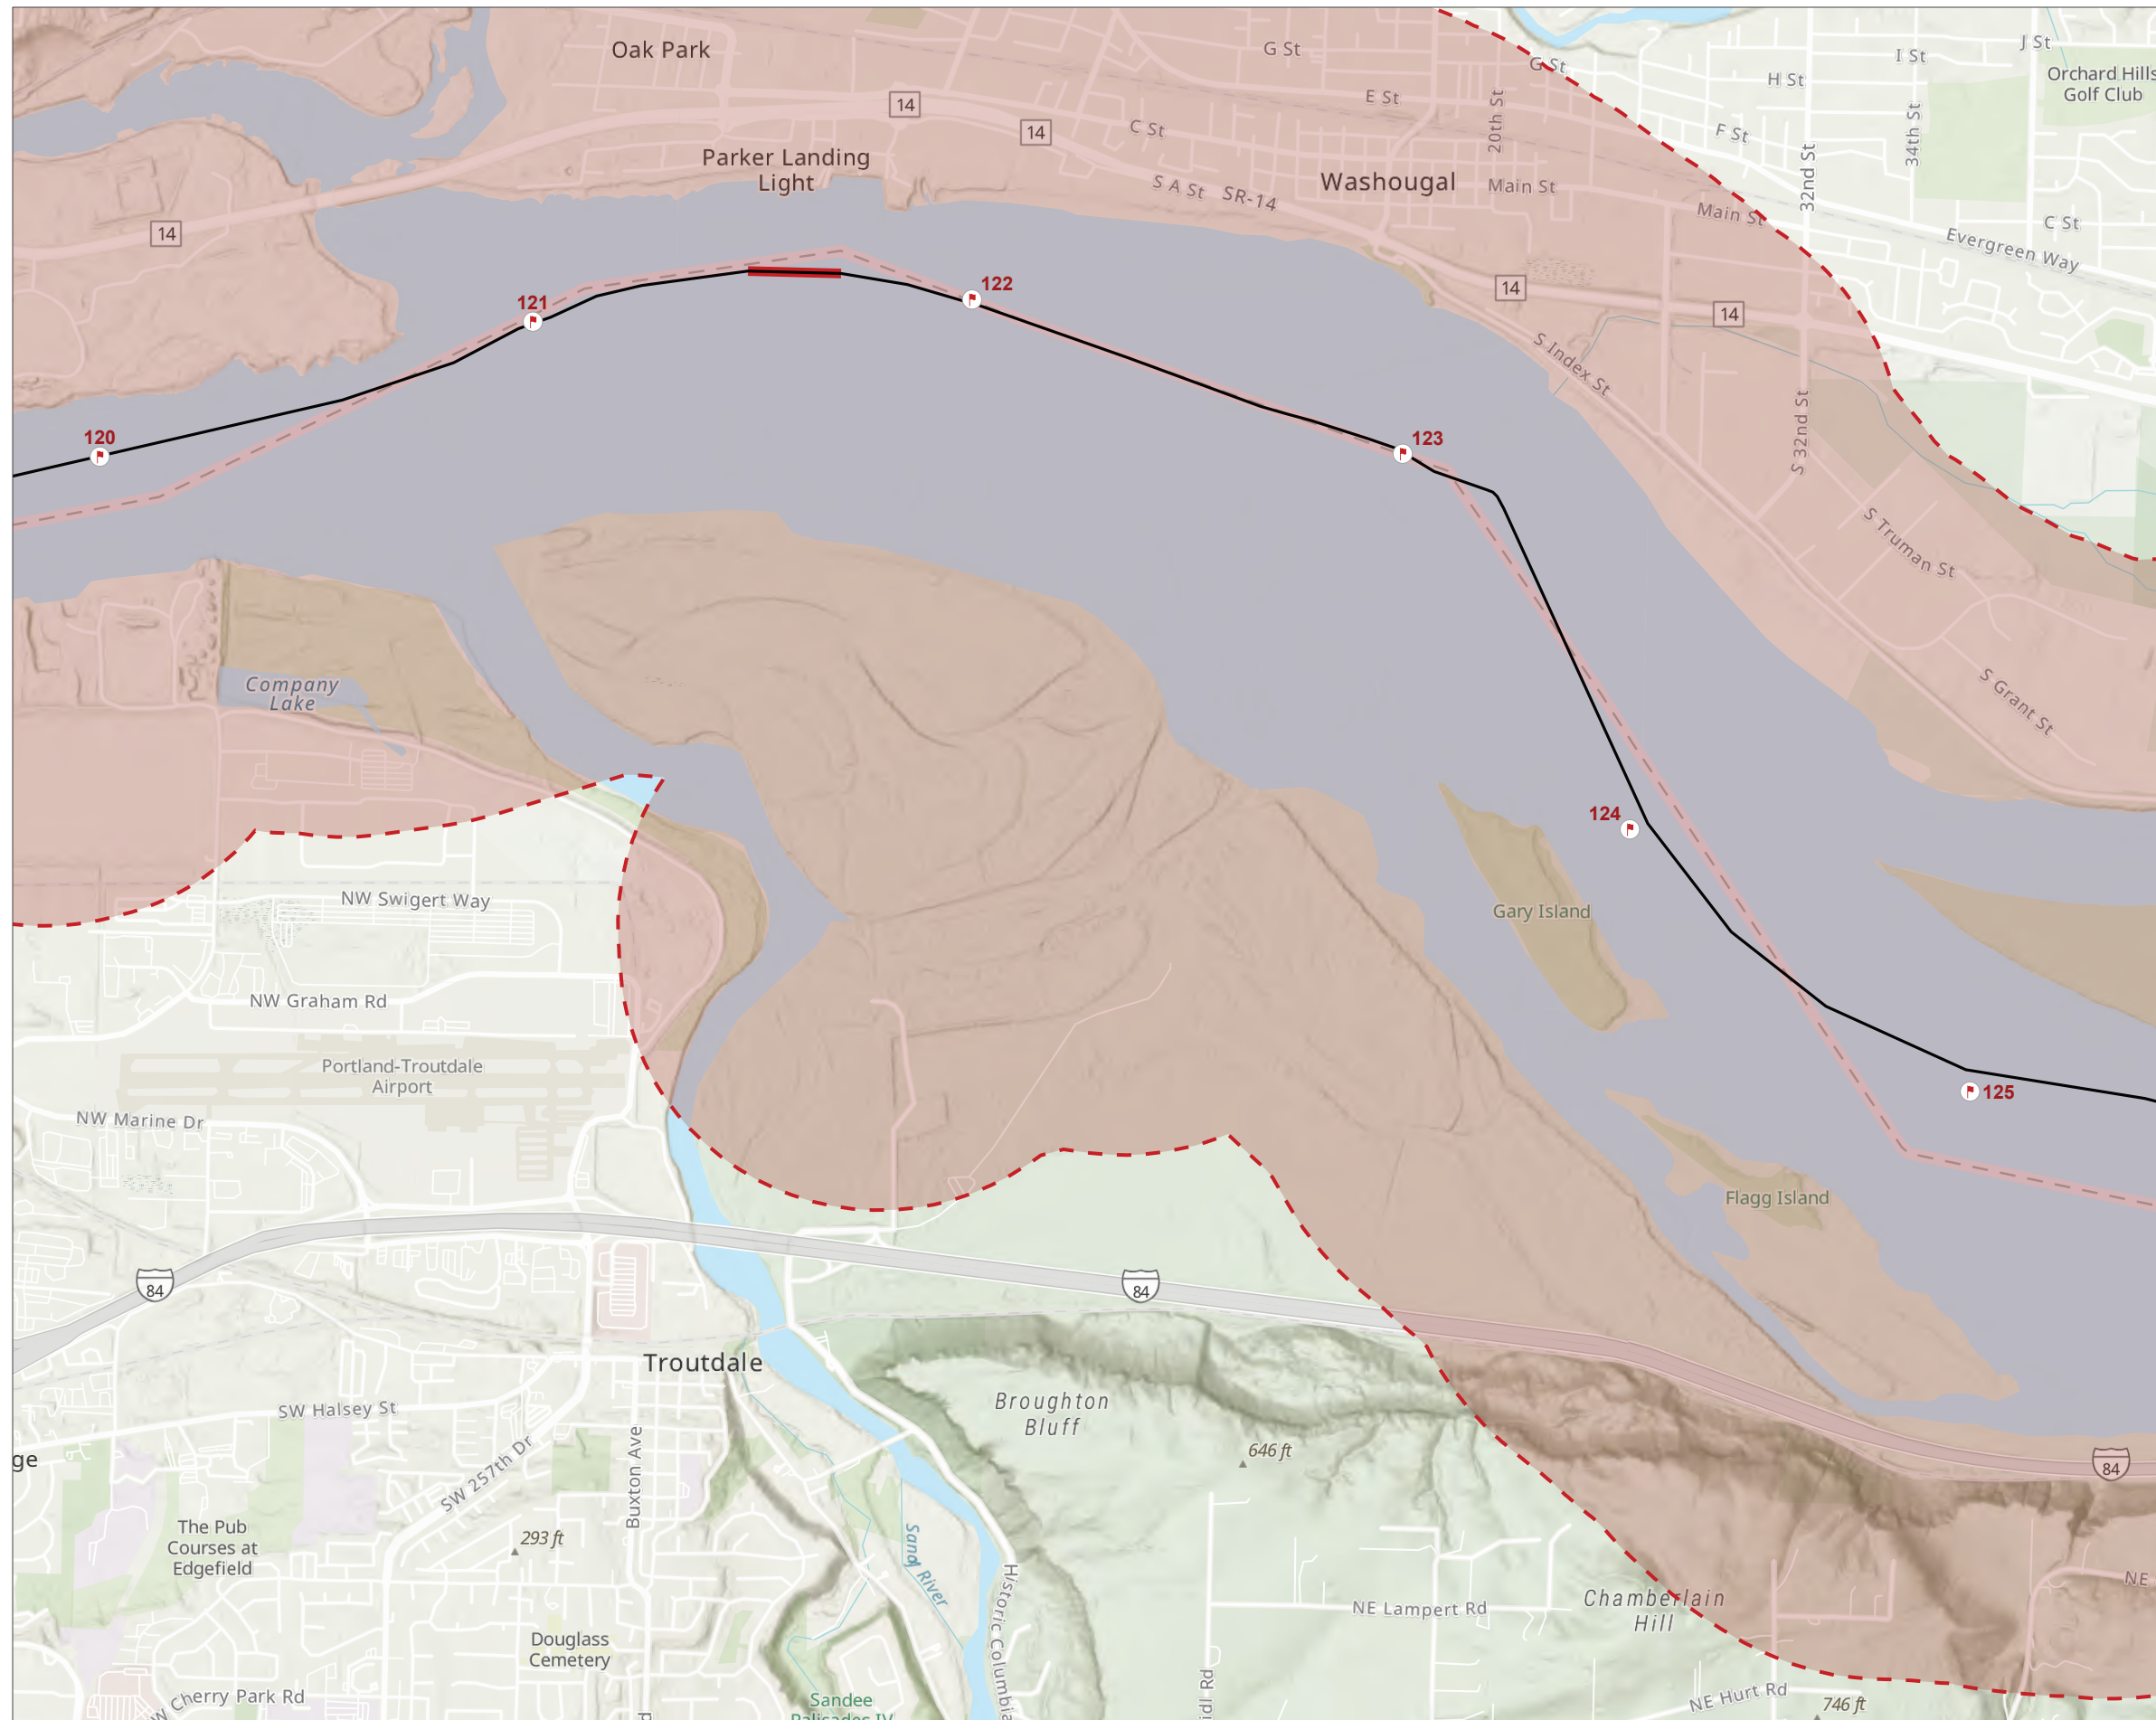 Oak Park
G St
G St
I St
J St
H St
Orchard Hills
Golf Club
14
E St
20th St
14
C St
F St
34th St
Parker Landing
Light
32nd St
Washougal
Main St
S A St
SR-14
Main St
C St
14
Evergreen Way
122
14
121
14
S Index St
120
123
S 32nd St
S Truman St
Company
Lake
S Grant St
124
NW Swigert Way
Gary Island
NW Graham Rd
Portland-Troutdale
Airport
125
NW Marine Dr
Flagg Island
84
84
Troutdale
Broughton
Bluff
SW Halsey St
646 ft
ge
84
SW 257th Dr
Buxton Ave
The Pub
Courses at
Edgefield
293 ft
Sandy River
Historic Columbia
NE
Chamberlain
Hill
NE Lampert Rd
Douglass
Cemetery
idl Rd
W Cherry Park Rd
NE Hurt Rd
Sandee
Palisades IV
746 ft